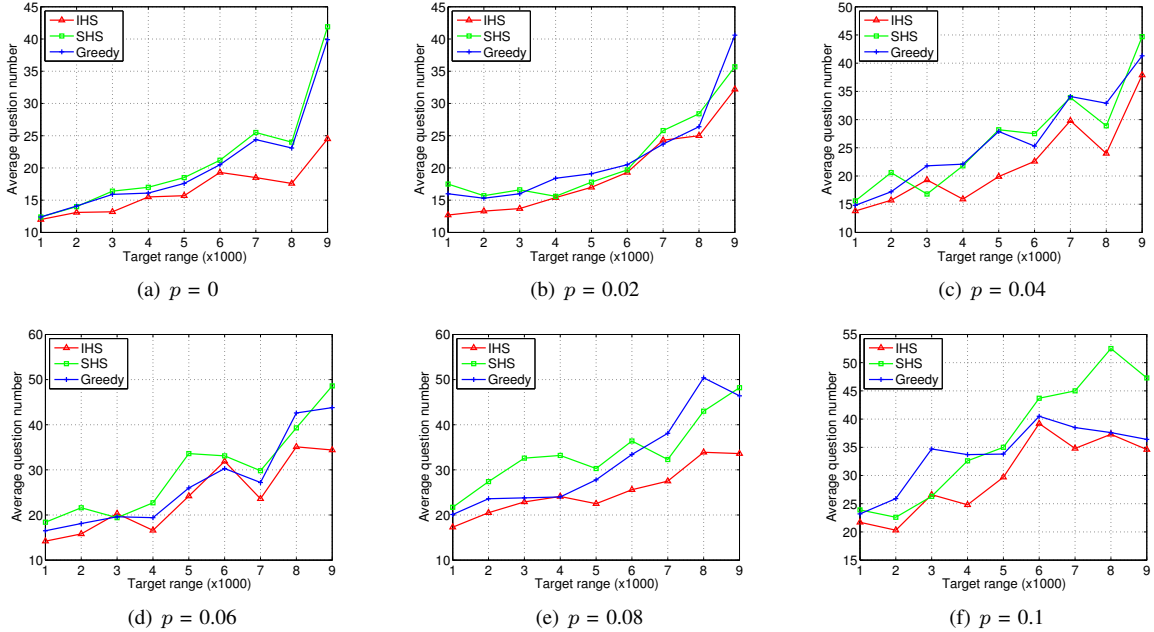 45
40
35
30
25
20
15
10
Average question number
IHS
SHS
Greedy
1 2 3 4 5 6 7 8 9
Target range (x1000)
(a) p = 0
45
40
35
30
25
20
15
10
Average question number
IHS
SHS
Greedy
1 2 3 4 5 6 7 8 9
Target range (x1000)
(b) p = 0.02
50
45
40
35
30
25
20
15
10
Average question number
IHS
SHS
Greedy
1 2 3 4 5 6 7 8 9
Target range (x1000)
(c) p = 0.04
60
50
40
30
20
10
Average question number
IHS
SHS
Greedy
1 2 3 4 5 6 7 8 9
Target range (x1000)
(d) p = 0.06
60
50
40
30
20
10
Average question number
IHS
SHS
Greedy
1 2 3 4 5 6 7 8 9
Target range (x1000)
(e) p = 0.08
55
50
45
40
35
30
25
20
15
Average question number
IHS
SHS
Greedy
1 2 3 4 5 6 7 8 9
Target range (x1000)
(f) p = 0.1